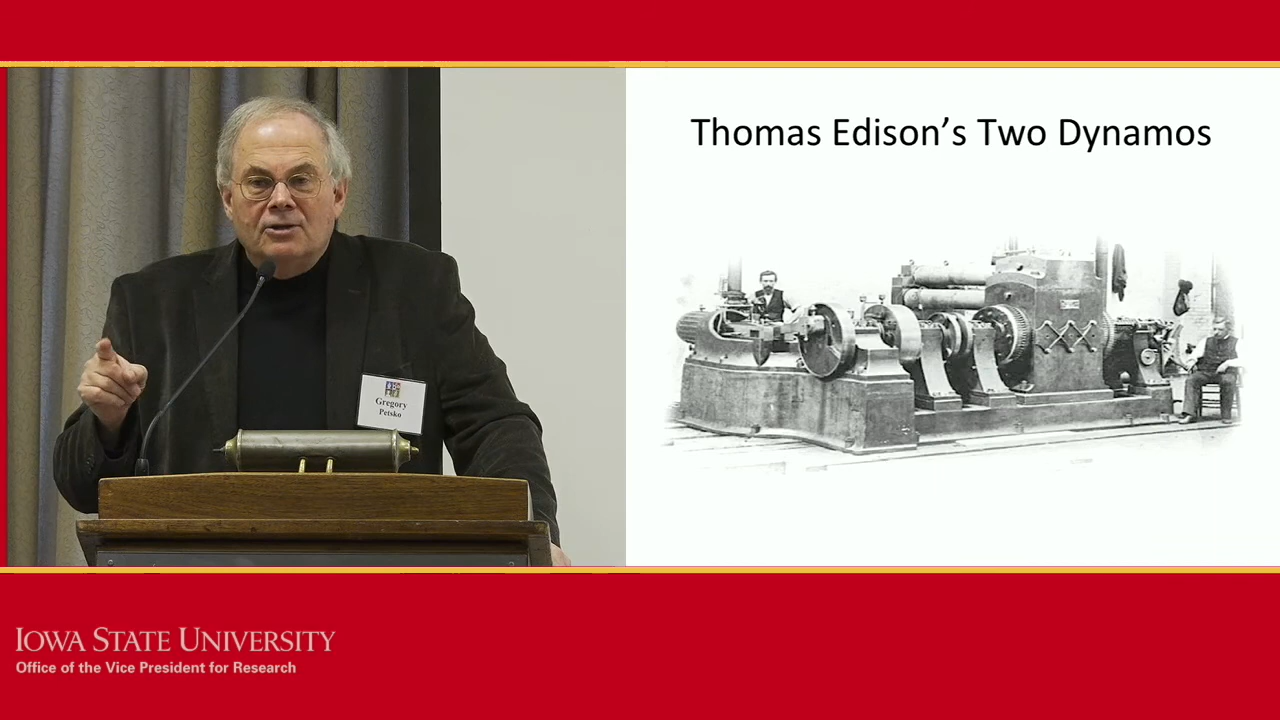 Thomas Edison’s Two Dynamos
Gregory
Petsko
IOWA STATE UNIVERSITY
Office of the Vice President for Research